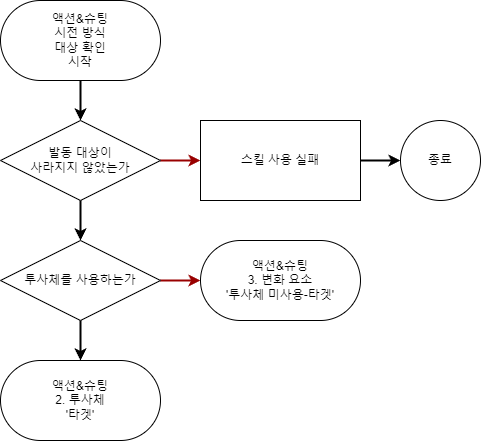 액션&슈팅
시전 방식
대상 확인
시작
발동 대상이
사라지지 않았는가
스킬 사용 실패
종료
투사체를 사용하는가
액션&슈팅
3. 변화 요소
'투사체 미사용-타겟'
액션&슈팅
2. 투사체
'타겟'